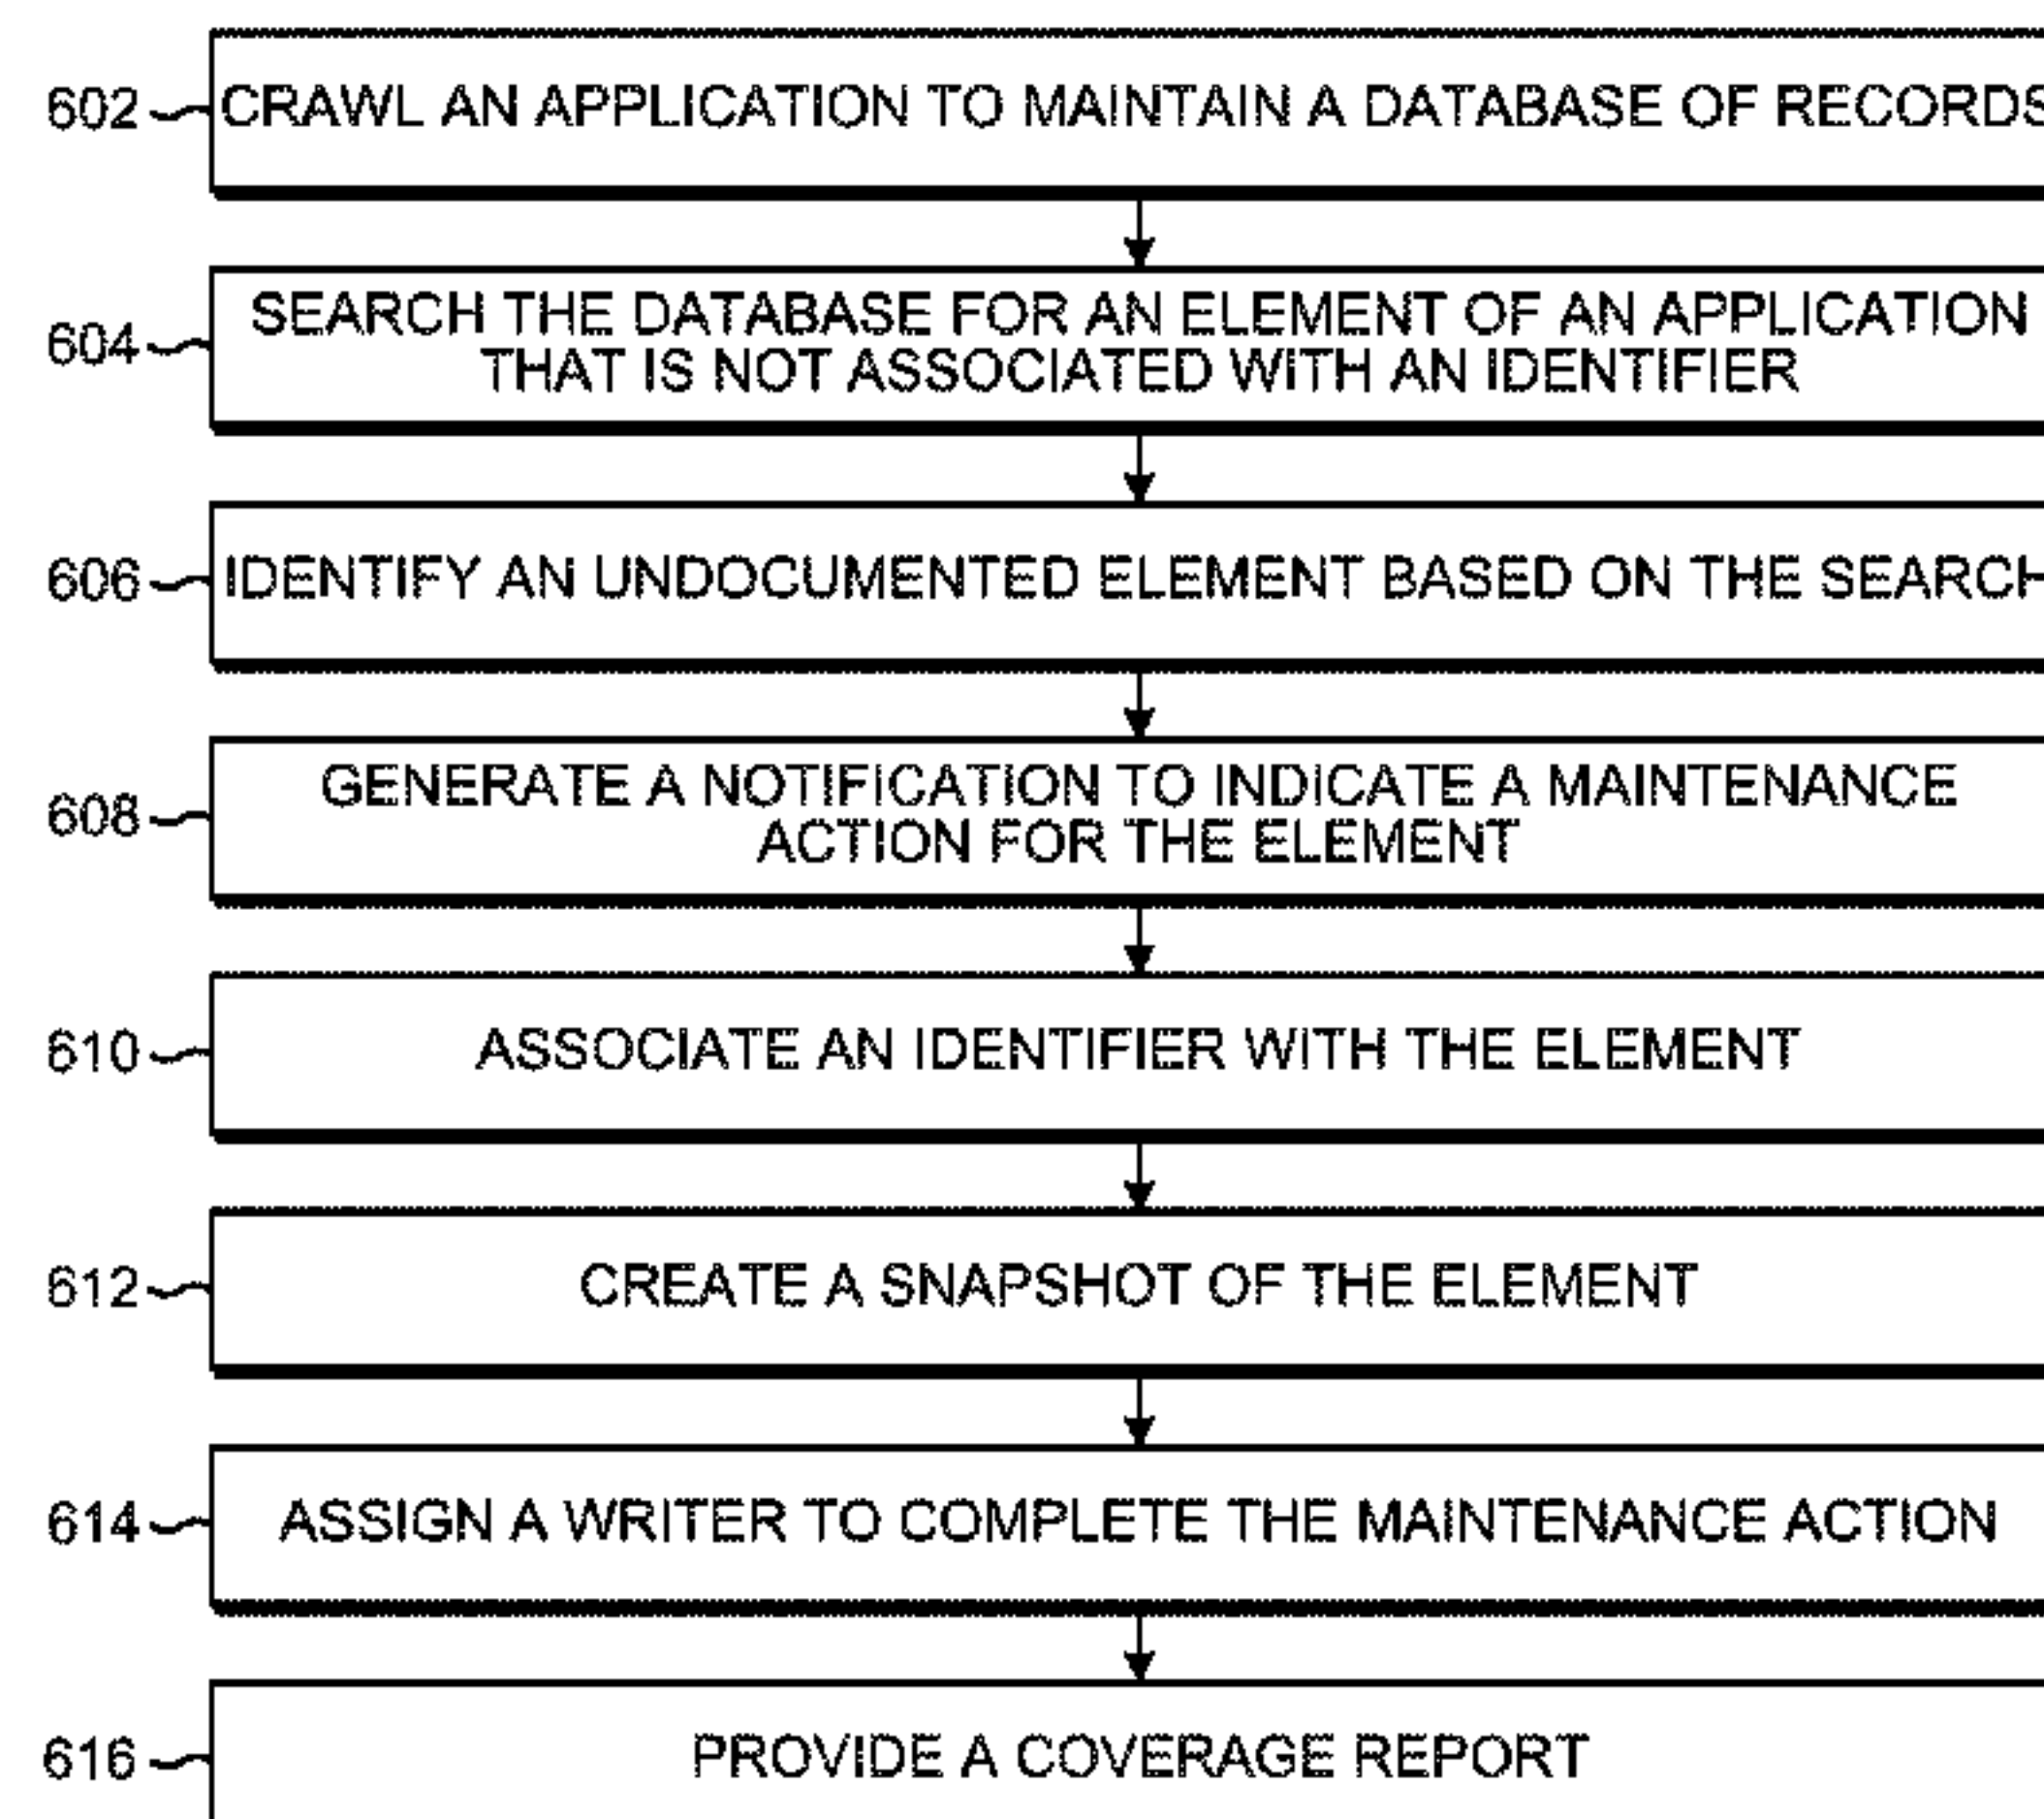 602 CRAWL AN APPLICATION TO MAINTAIN A DATABASE OF RECORDS
604 SEARCH THE DATABASE FOR AN ELEMENT OF AN APPLICATION
THAT IS NOT ASSOCIATED WITH AN IDENTIFIER
606 IDENTIFY AN UNDOCUMENTED ELEMENT BASED ON THE SEARCH
608 GENERATE A NOTIFICATION TO INDICATE A MAINTENANCE
ACTION FOR THE ELEMENT
610 ASSOCIATE AN IDENTIFIER WITH THE ELEMENT
612 CREATE A SNAPSHOT OF THE ELEMENT
614 ASSIGN A WRITER TO COMPLETE THE MAINTENANCE ACTION
616 PROVIDE A COVERAGE REPORT